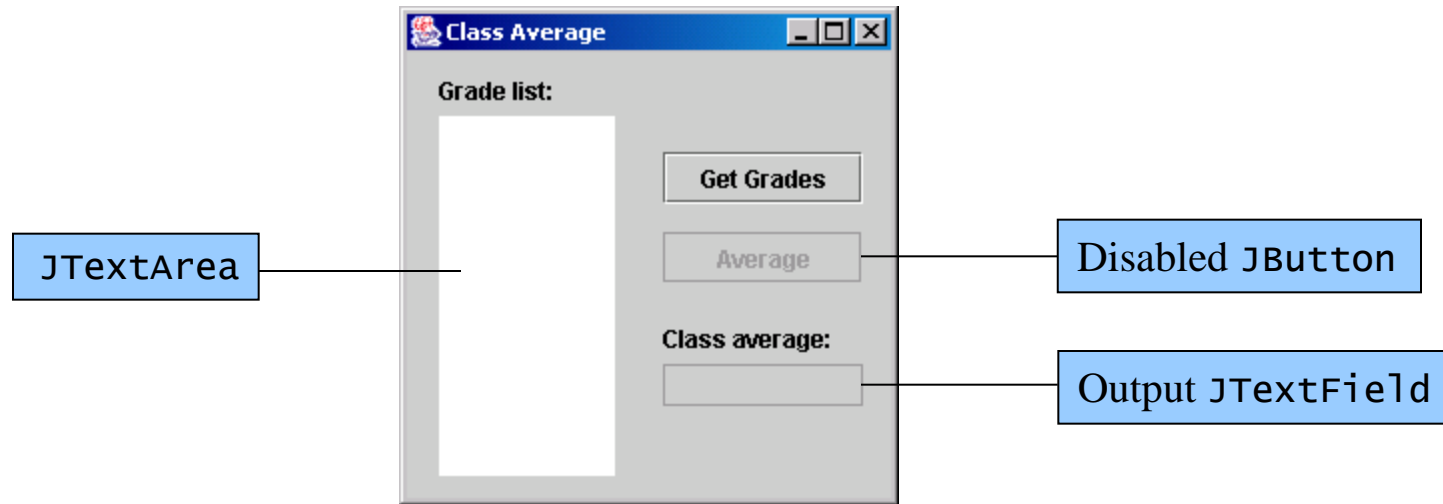 Class Average
Grade list:
Get Grades
JTextArea
Average
Disabled JButton
Class average:
Output JTextField